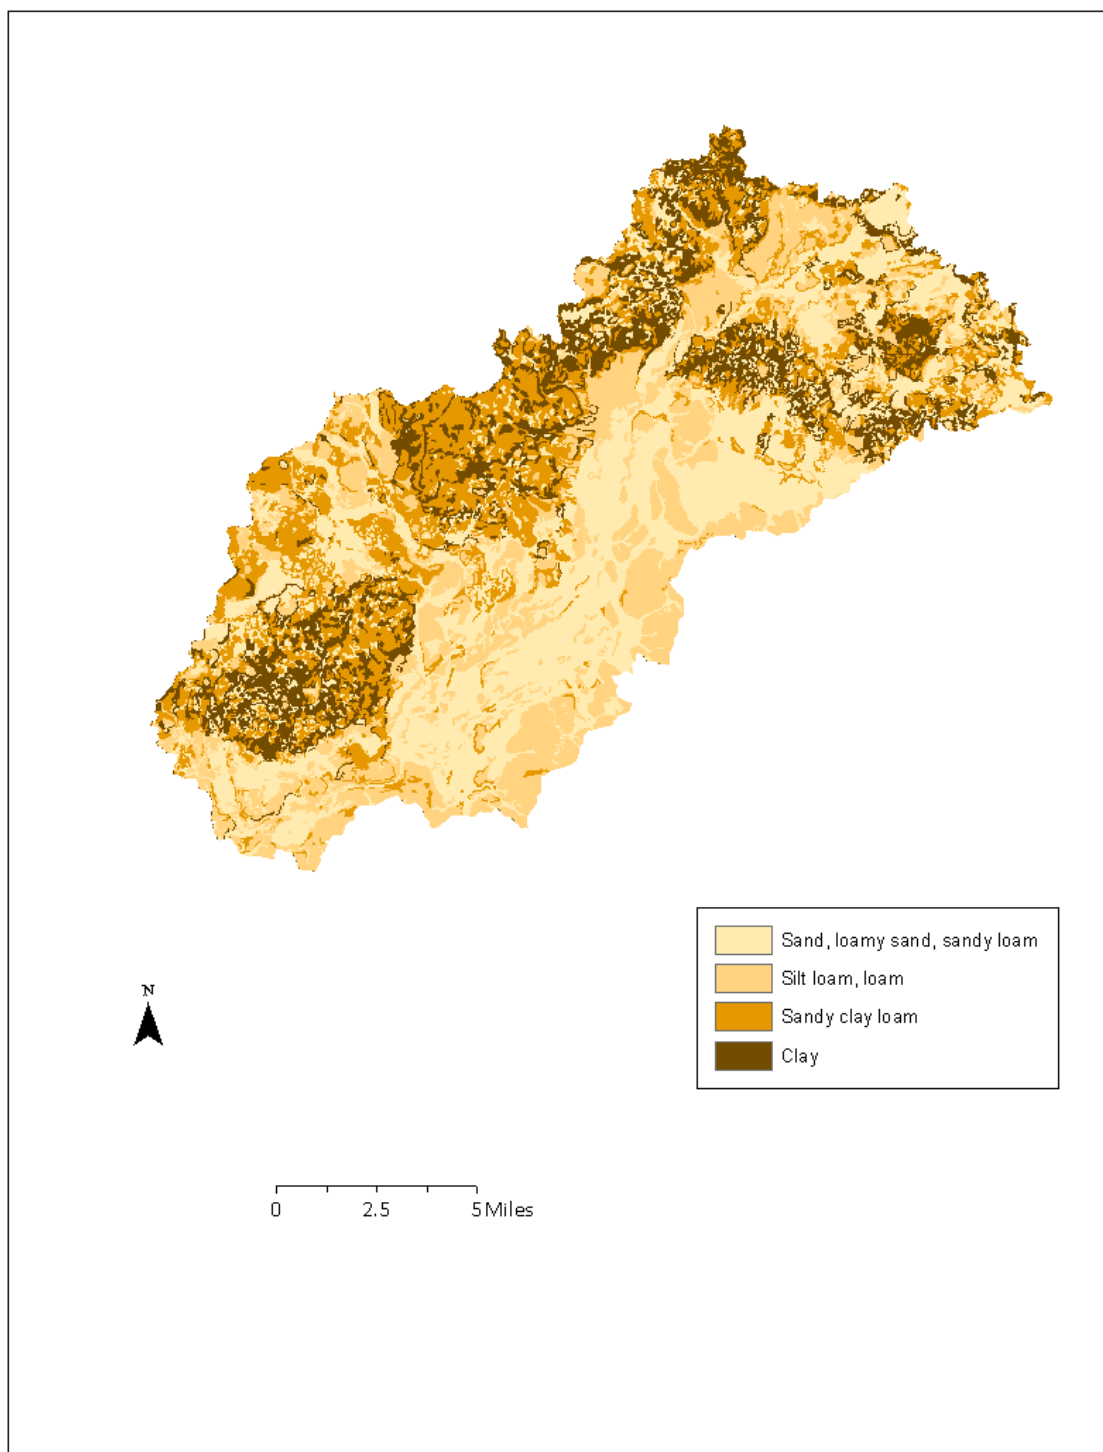 Sand, loamy sand, sandy loam
Silt loam, loam
N
Sandy clay loam
Clay
0 2.5 5 Miles